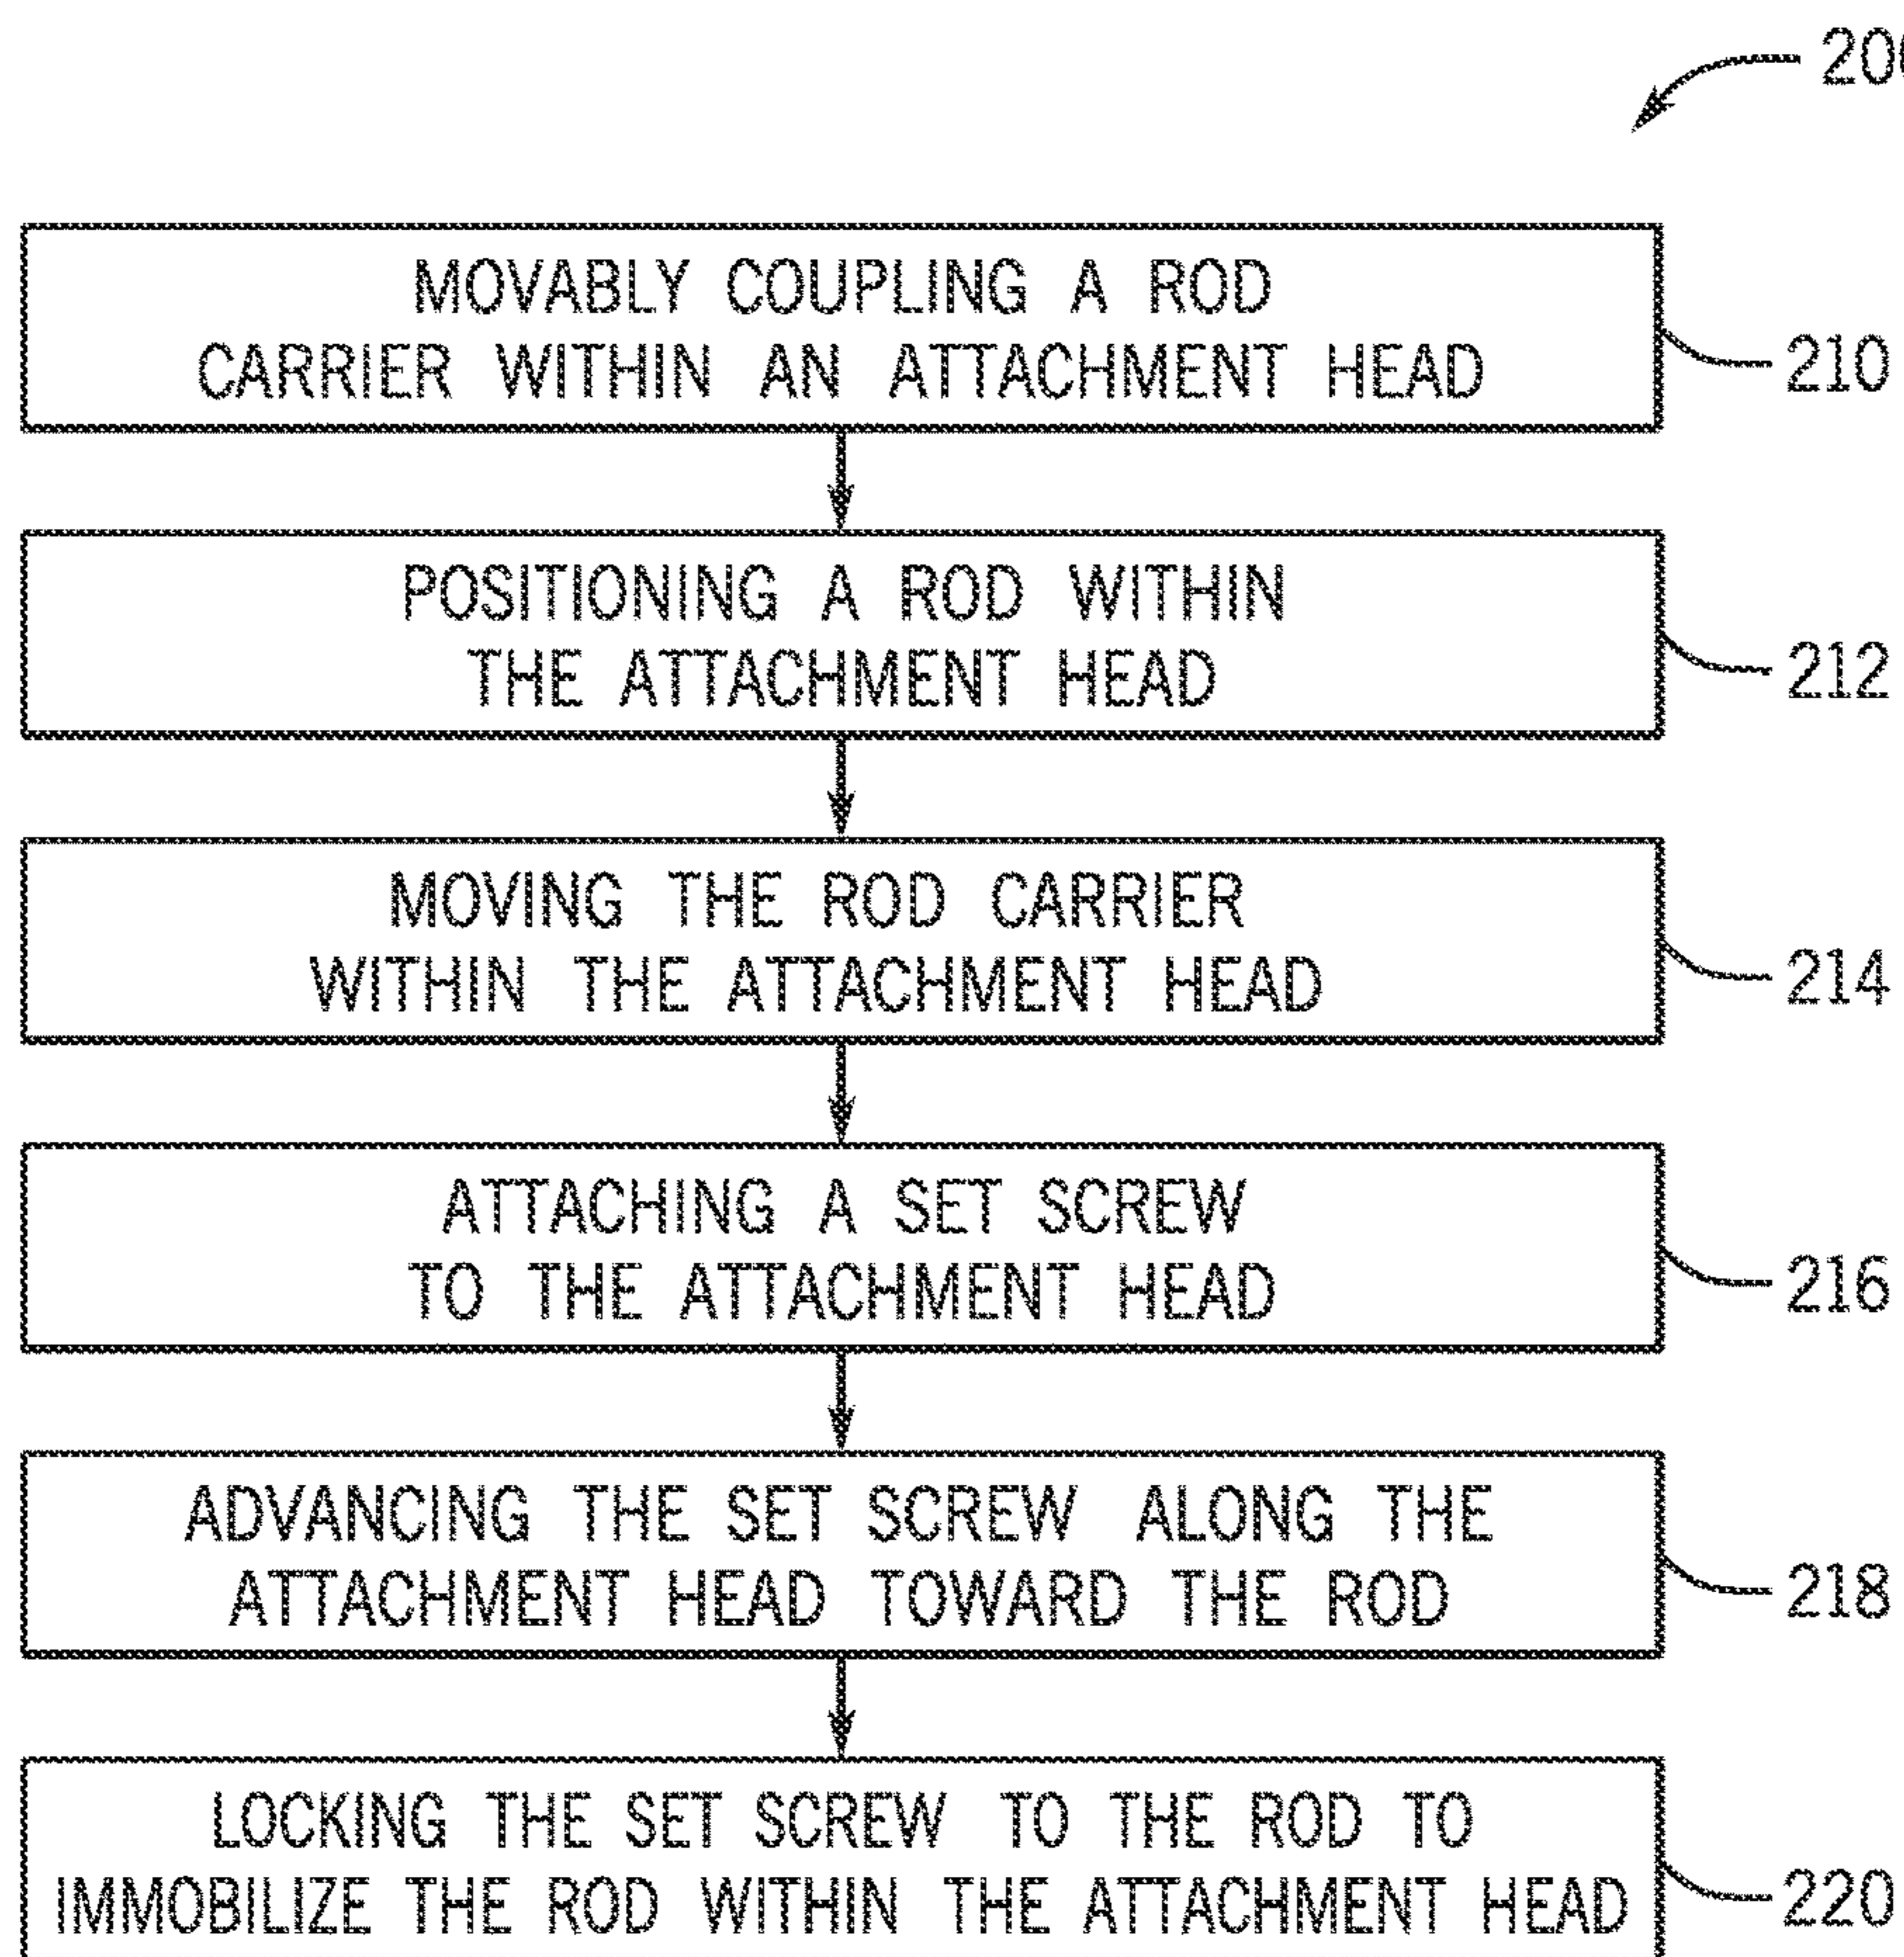 MOVABLY COUPLING A ROD
CARRIER WITHIN AN ATTACHMENT HEAD
210
POSITIONING A ROD WITHIN
THE ATTACHMENT HEAD
212
MOVING THE ROD CARRIER
WITHIN THE ATTACHMENT HEAD
214
ATTACHING A SET SCREW
TO THE ATTACHMENT HEAD
216
ADVANCING THE SET SCREW ALONG THE
ATTACHMENT HEAD TOWARD THE ROD
218
LOCKING THE SET SCREW TO THE ROD TO
IMMOBILIZE THE ROD WITHIN THE ATTACHMENT HEAD
220